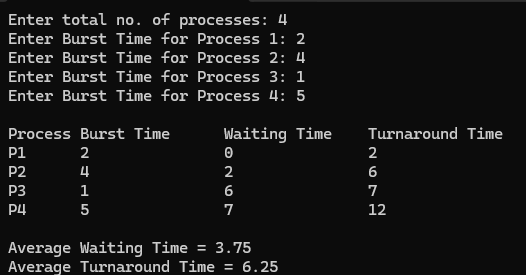 Enter total no. of processes: 4
Enter Burst Time for Process 1: 2
Enter Burst Time for Process 2: 4
Enter Burst Time for Process 3: 1
Enter Burst Time for Process 4: 5
Process Burst Time Waiting Time Turnaround Time
P1 2 0 2
P2 4 2 6
P3 1 6 7
P4 5 7 12
Average Waiting Time = 3.75
Average Turnaround Time = 6.25